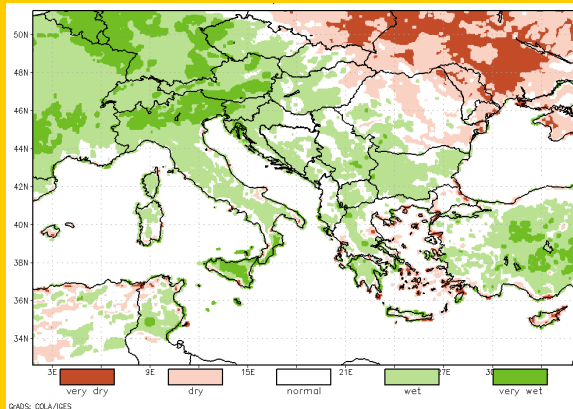 50N
48N
46N
44N
42N
40N
38N
36N
34N
3E 9E 15E 21E 27E
very dry dry normal wet very wet
GrADS: COLA/IGES